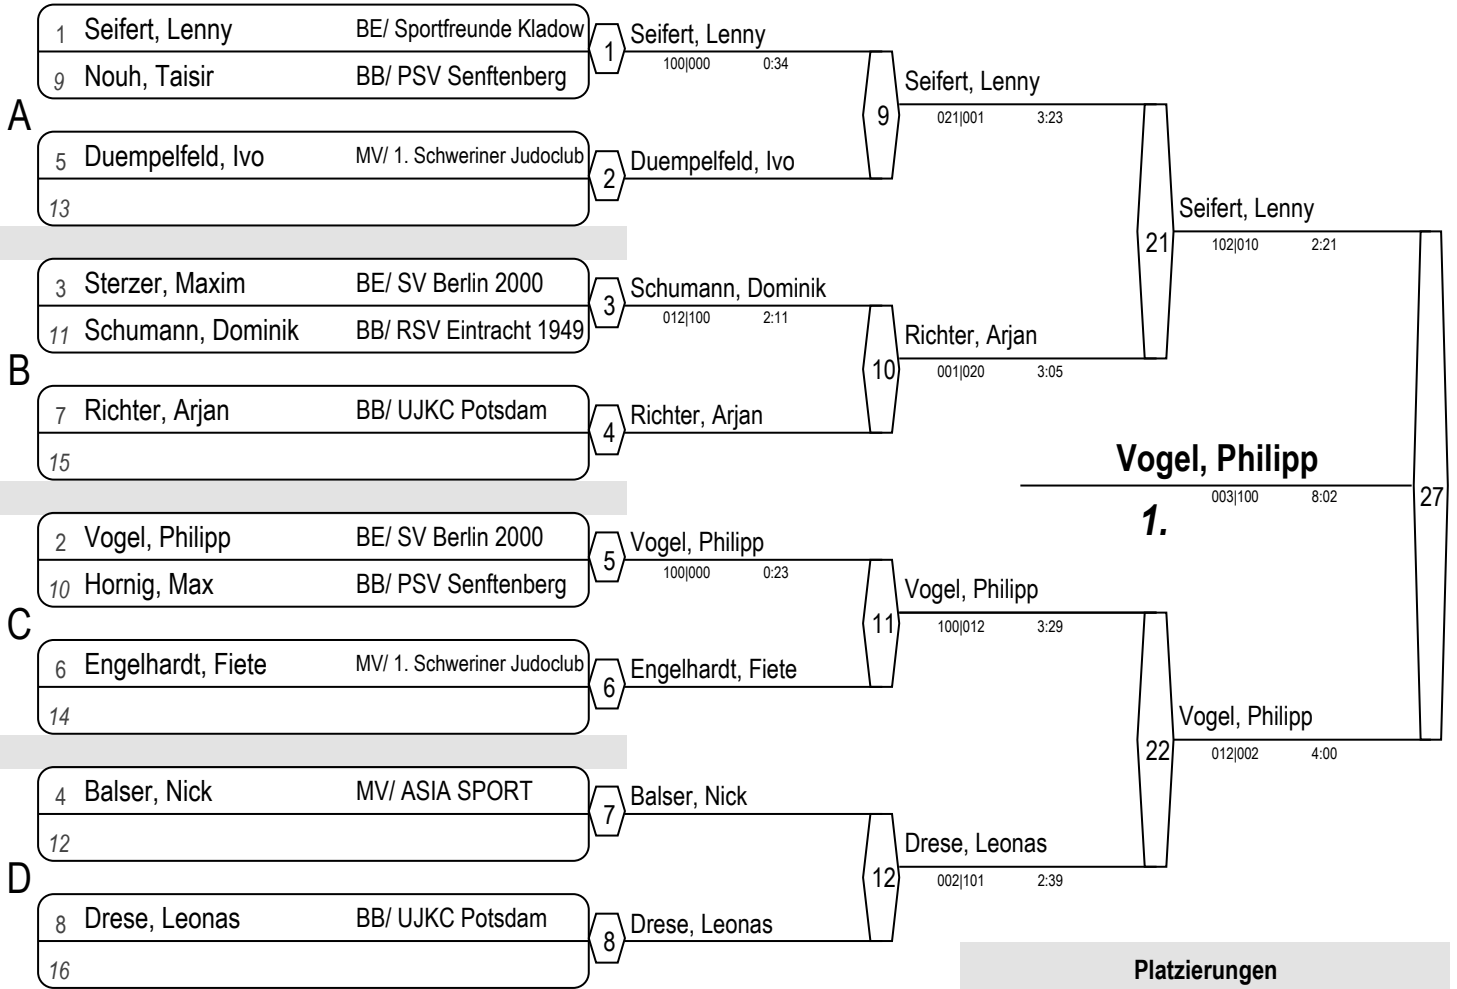 1 Seifert, Lenny BE/ Sportfreunde Kladow
9 Nouh, Taisir BB/ PSV Senftenberg
A
5 Duempelfeld, Ivo MV/ 1. Schweriner Judoclub
13
3 Sterzer, Maxim BE/ SV Berlin 2000
11 Schumann, Dominik BB/ RSV Eintracht 1949
B
7 Richter, Arjan BB/ UJKC Potsdam
15
2 Vogel, Philipp BE/ SV Berlin 2000
10 Hornig, Max BB/ PSV Senftenberg
C
6 Engelhardt, Fiete MV/ 1. Schweriner Judoclub
14
4 Balser, Nick MV/ ASIA SPORT
12
D
8 Drese, Leonas BB/ UJKC Potsdam
16
1 Seifert, Lenny
100|000 0:34
2 Duempelfeld, Ivo
3 Schumann, Dominik
012|100 2:11
4 Richter, Arjan
5 Vogel, Philipp
100|000 0:23
6 Engelhardt, Fiete
7 Balser, Nick
8 Drese, Leonas
9 Seifert, Lenny
021|001 3:23
10 Richter, Arjan
001|020 3:05
11 Vogel, Philipp
100|012 3:29
12 Drese, Leonas
002|101 2:39
21 Seifert, Lenny
102|010 2:21
22 Vogel, Philipp
012|002 4:00
27
Vogel, Philipp
003|100 8:02
1.
Platzierungen